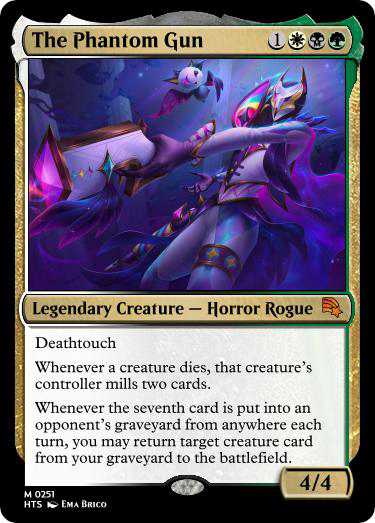 The Phantom Gun 1
Legendary Creature — Horror Rogue
Deathtouch
Whenever a creature dies, that creature's
controller mills two cards.
Whenever the seventh card is put into an
opponent's graveyard from anywhere each
turn, you may return target creature card
from your graveyard to the battlefield.
4/4
M 0251
HTS Ema Brico